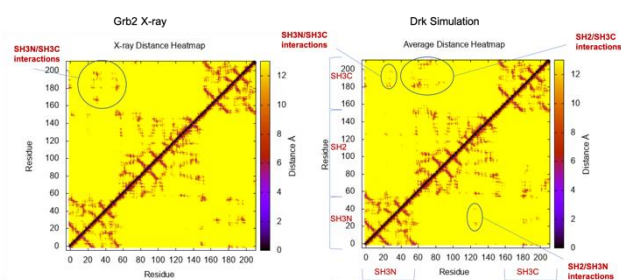 Grb2 X-ray
SH3N/SH3C
interactions
X-ray Distance Heatmap
210
200
180
160
140
120
100
80
60
40
20
0
Residue
0 20 40 60 80 100 120 140 160 180 200
Residue
12
10
8
6
4
2
0
Distance Å
Drk Simulation
SH3N/SH3C
interactions
SH2/SH3C
interactions
Average Distance Heatmap
SH3C
SH2
SH3N
210
200
180
160
140
120
100
80
60
40
20
0
Residue
0 20 40 60 80 100 120 140 160 180 200
SH3N
Residue
SH3C
12
10
8
6
4
2
0
Distance Å
SH2/SH3N
interactions